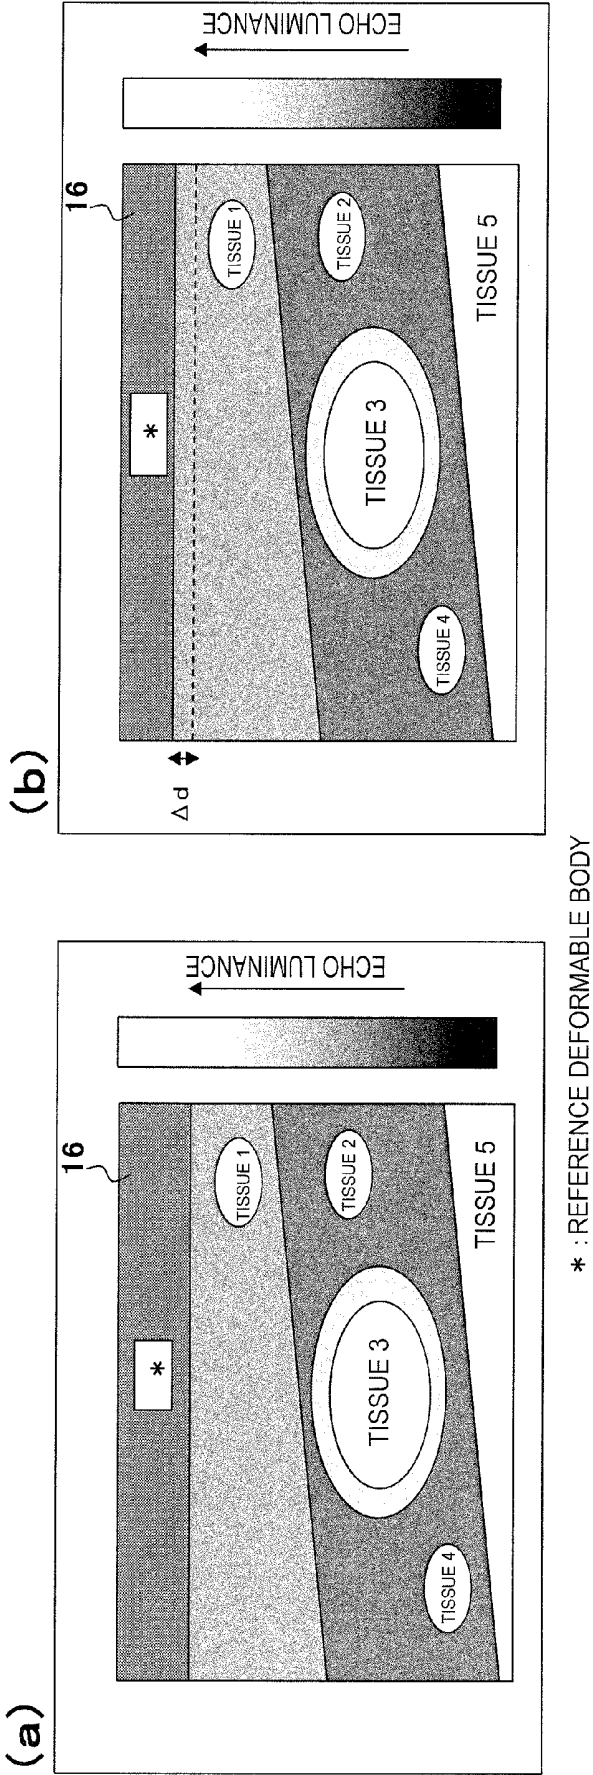 (a)
16
*
TISSUE 1
TISSUE 2
TISSUE 3
TISSUE 4
TISSUE 5
ECHO LUMINANCE
(b)
16
Δd
*
TISSUE 1
TISSUE 2
TISSUE 3
TISSUE 4
TISSUE 5
ECHO LUMINANCE
* : REFERENCE DEFORMABLE BODY